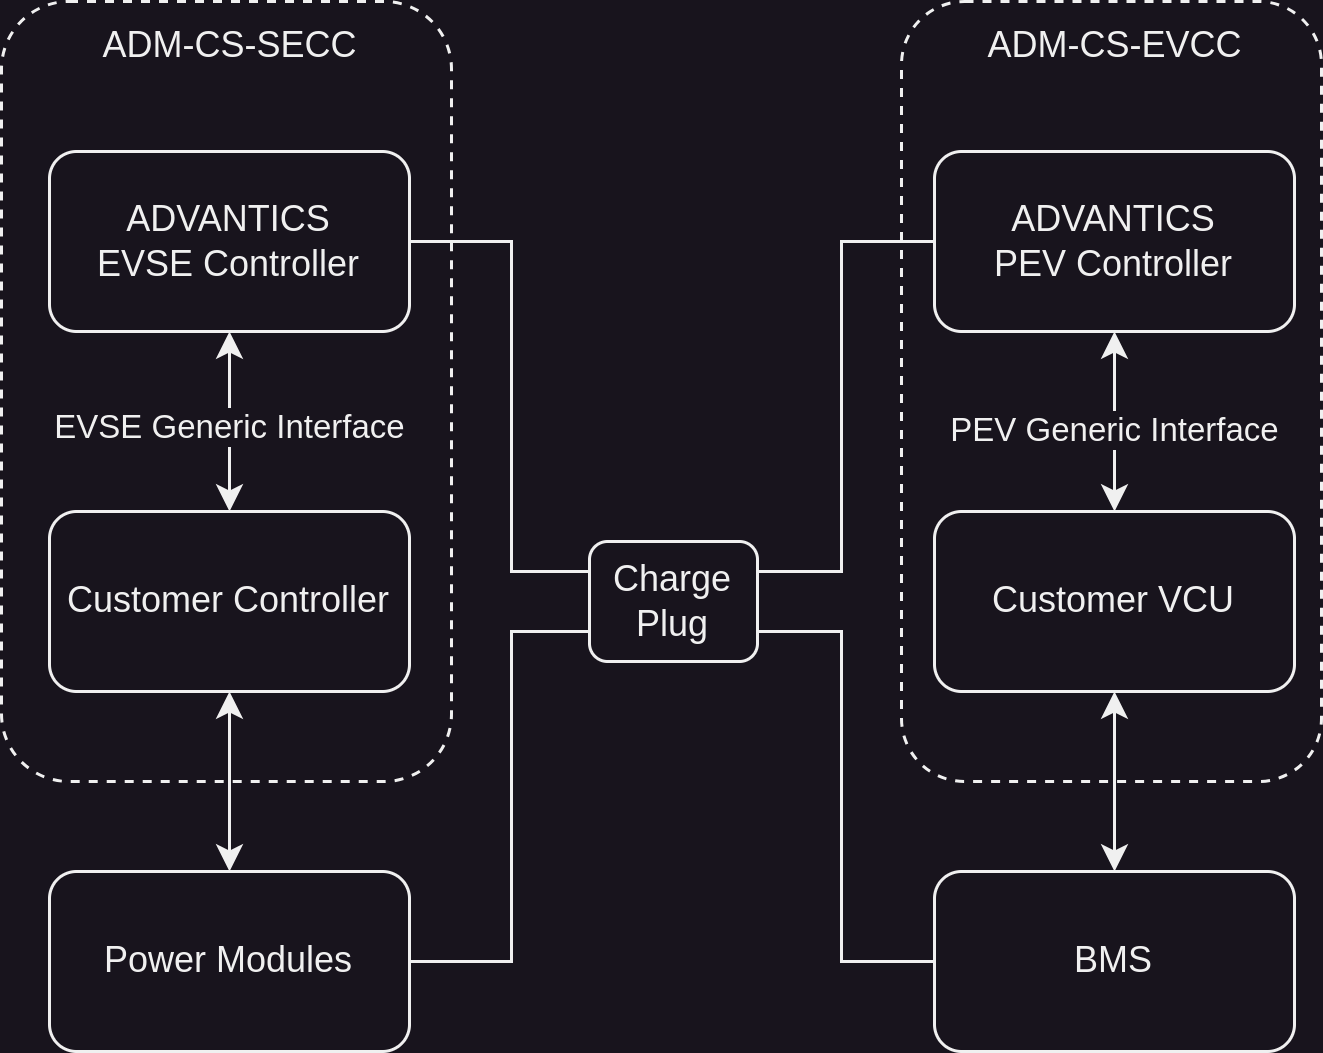 ADM-CS-SECC
ADM-CS-EVCC
ADVANTICS
EVSE Controller
ADVANTICS
PEV Controller
EVSE Generic Interface
PEV Generic Interface
Customer Controller
Charge
Plug
Customer VCU
Power Modules
BMS